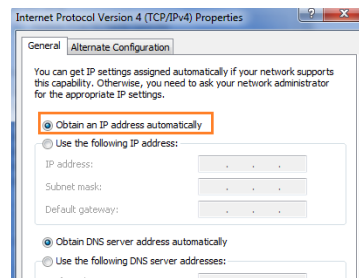 Internet Protocol Version 4 (TCP/IPv4) Properties
General
Alternate Configuration
You can get IP settings assigned automatically if your network supports
this capability. Otherwise, you need to ask your network administrator
for the appropriate IP settings.
Obtain an IP address automatically
Use the following IP address:
IP address:
Subnet mask:
Default gateway:
Obtain DNS server address automatically
Use the following DNS server addresses: